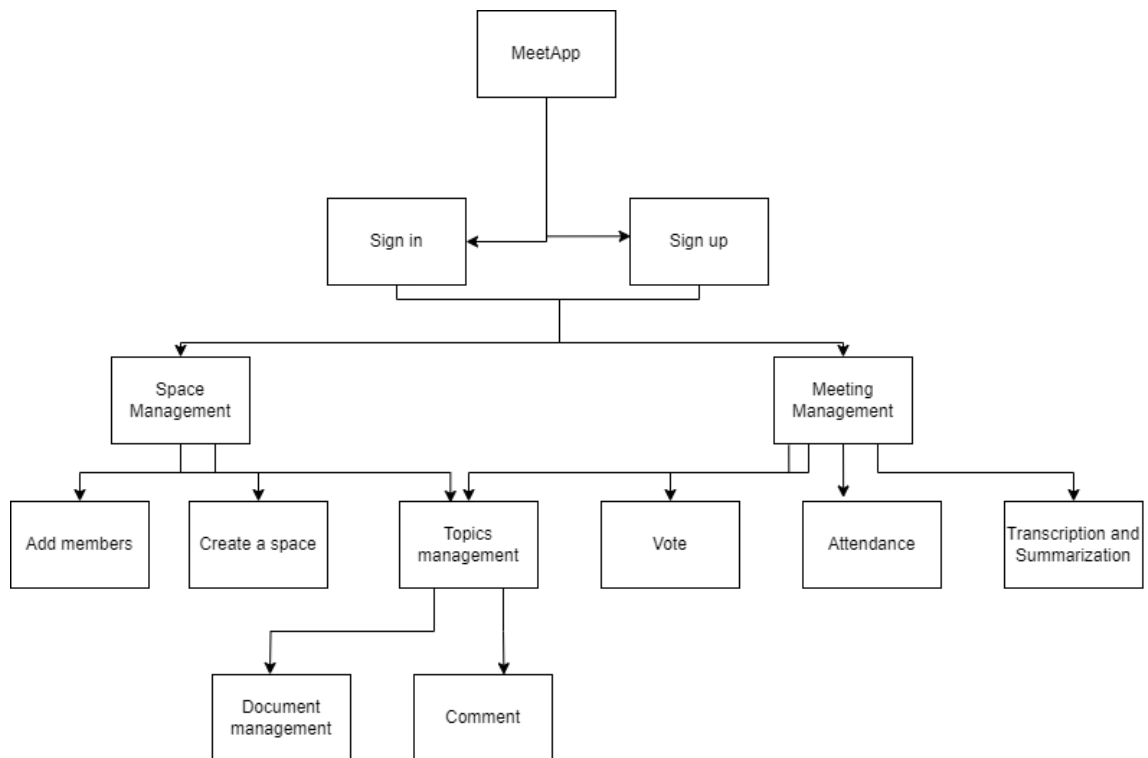 MeetApp
Sign in
Sign up
Space
Management
Meeting
Management
Add members
Create a space
Topics
management
Vote
Attendance
Transcription and
Summarization
Document
management
Comment